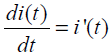 di(t)/dt = i'(t)